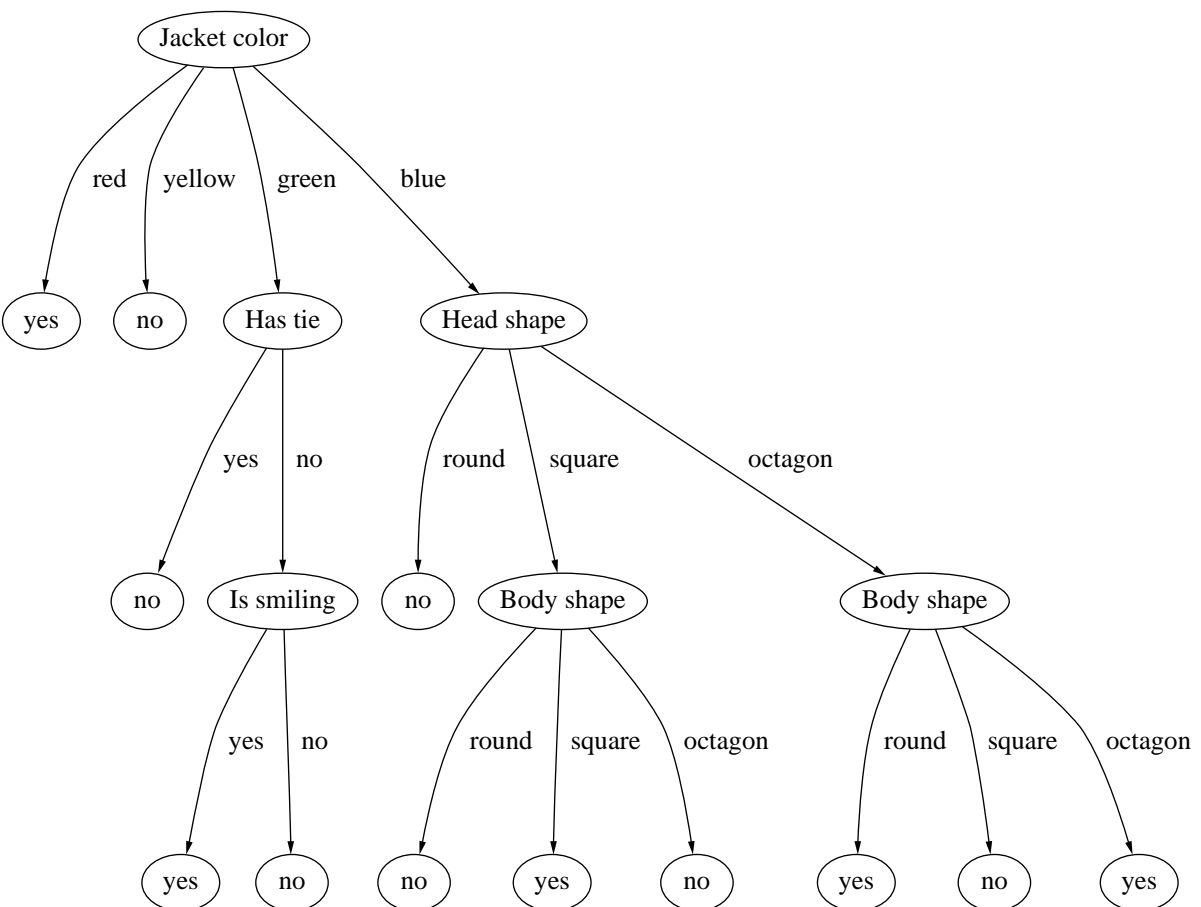 Jacket color
red yellow green blue
yes no Has tie Head shape
yes no round square octagon
no Is smiling no Body shape Body shape
yes no round square octagon round square octagon
yes no no yes no yes no yes